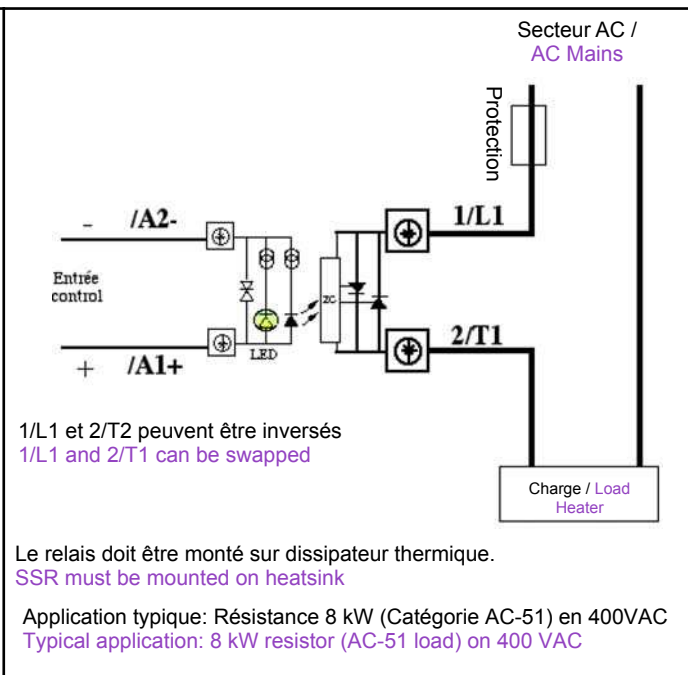 Secteur AC /
AC Mains
Protection
- /A2-
1/L1
Entrée
control
ZC
LED
+ /A1+
2/T1
1/L1 et 2/T2 peuvent être inversés
1/L1 and 2/T1 can be swapped
Charge / Load
Heater
Le relais doit être monté sur dissipateur thermique.
SSR must be mounted on heatsink
Application typique: Résistance 8 kW (Catégorie AC-51) en 400VAC
Typical application: 8 kW resistor (AC-51 load) on 400 VAC